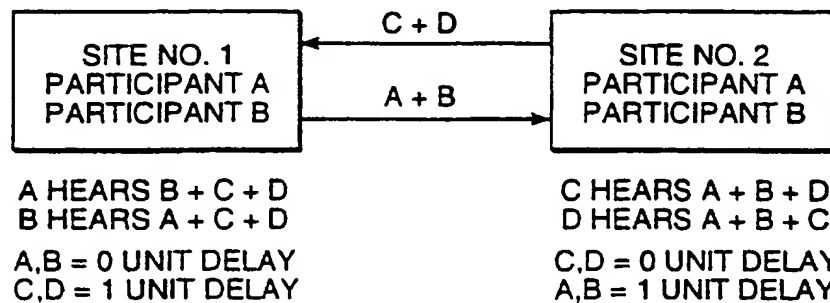 SITE NO. 1
PARTICIPANT A
PARTICIPANT B
C + D
A + B
SITE NO. 2
PARTICIPANT A
PARTICIPANT B
A HEARS B + C + D
B HEARS A + C + D
A,B = 0 UNIT DELAY
C,D = 1 UNIT DELAY
C HEARS A + B + D
D HEARS A + B + C
C,D = 0 UNIT DELAY
A,B = 1 UNIT DELAY